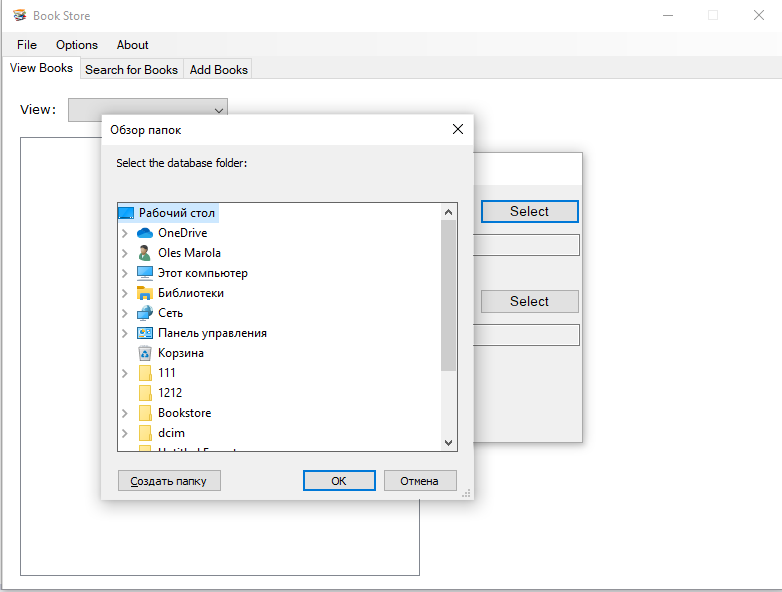 Book Store
File Options About
View Books Search for Books Add Books
View:
Обзор папок
Select the database folder:
Рабочий стол
OneDrive
Oles Marola
Этот компьютер
Библиотеки
Сеть
Панель управления
Корзина
111
1212
Bookstore
dcim
Создать папку OK Отмена
Select
Select